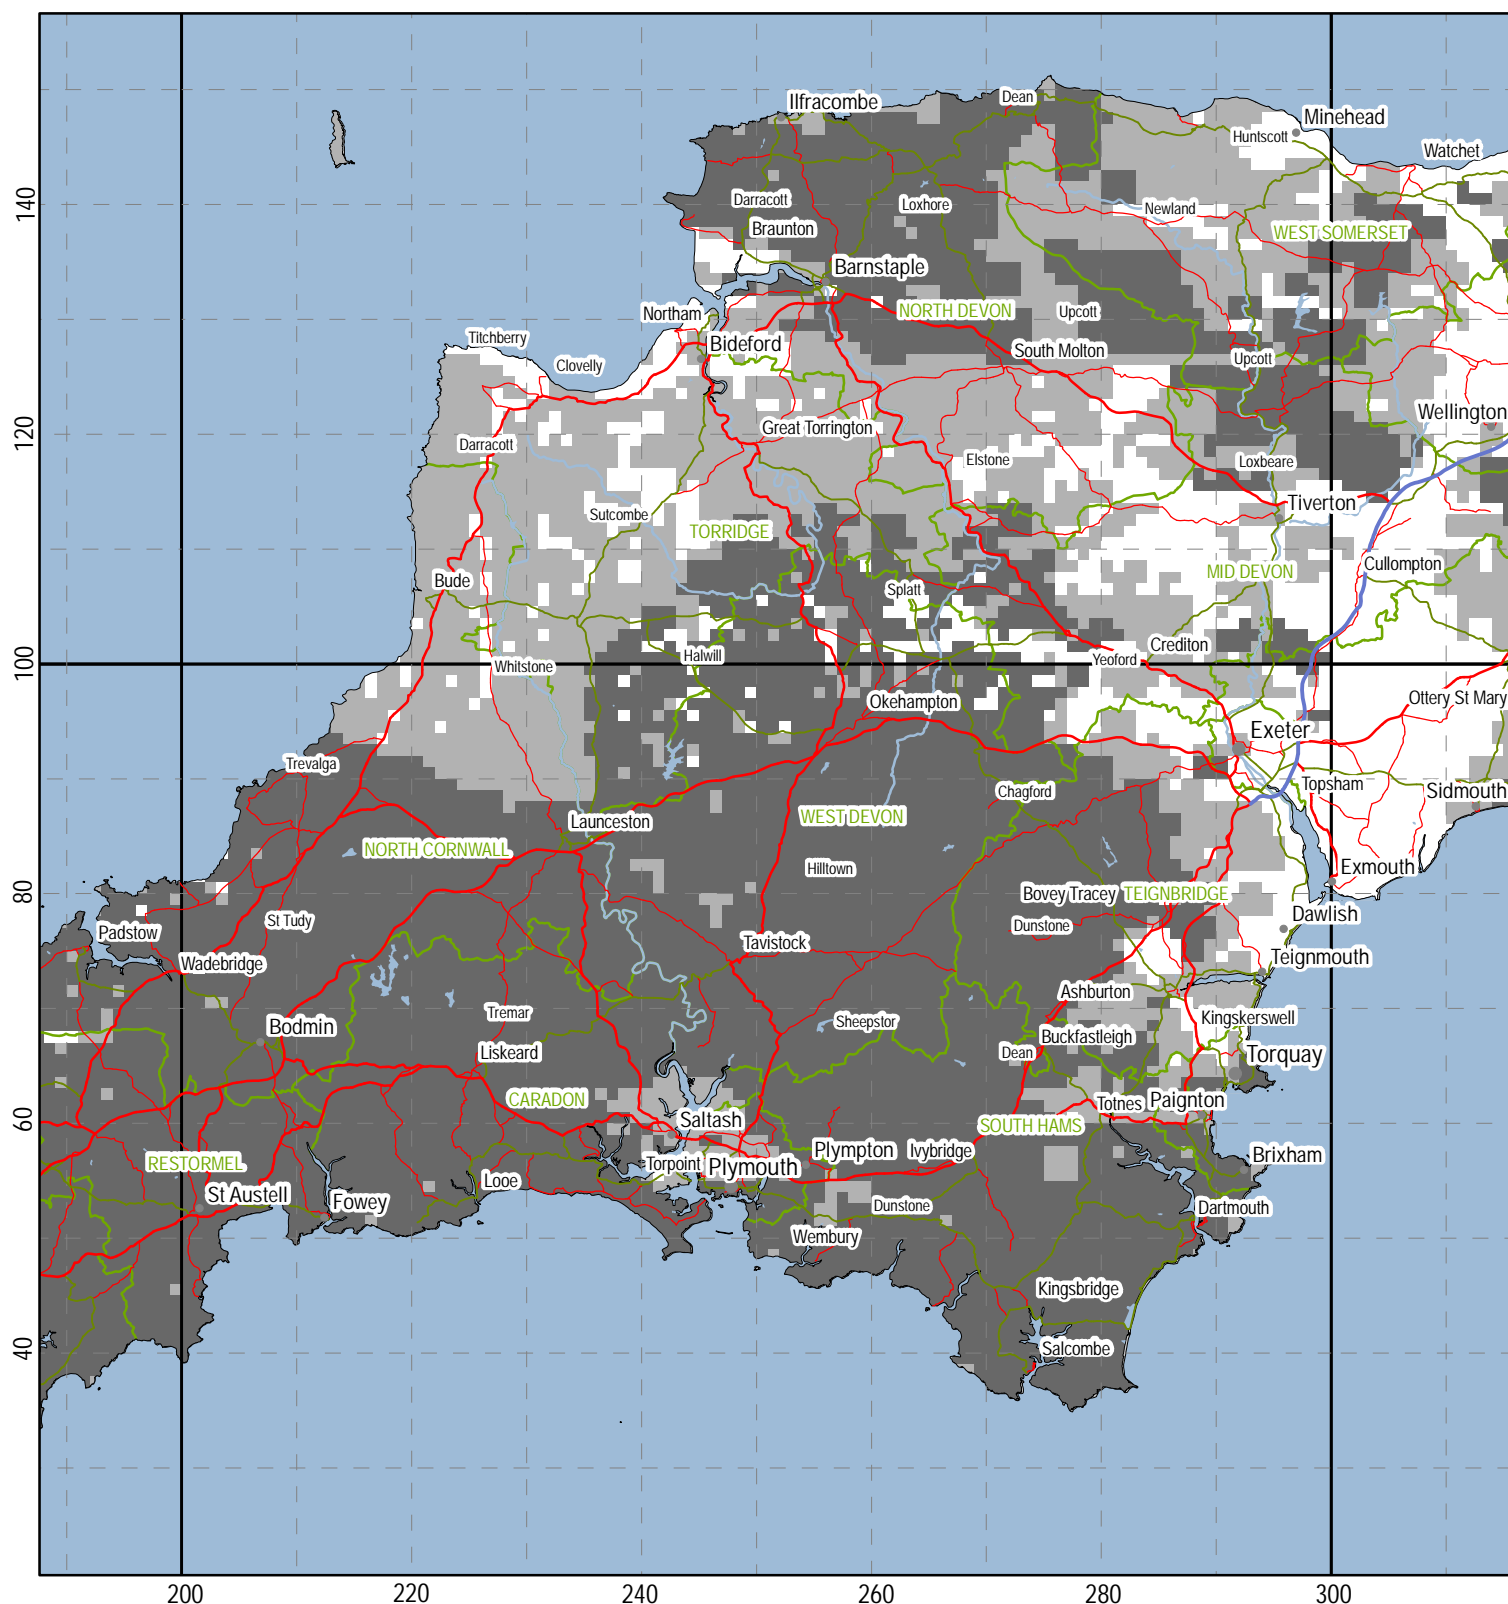 Ilfracombe
Dean
Minehead
Huntscott
Watchet
140
Darracott
Loxhore
Newland
Braunton
WEST SOMERSET
Barnstaple
Northam
NORTH DEVON
Upcott
Titchberry
Bideford
South Molton
Clovelly
Upcott
120
Wellington
Great Torrington
Darracott
Elstone
Loxbeare
Sutcombe
Tiverton
TORRIDGE
Cullompton
Bude
Splatt
MID DEVON
100
Whitstone
Halwill
Yeoford
Crediton
Okehampton
Ottery St Mary
Exeter
Trevalga
Chagford
Topsham
Sidmouth
Launceston
WEST DEVON
NORTH CORNWALL
Hilltown
Exmouth
80
Bovey Tracey
TEIGNBRIDGE
St Tudy
Dunstone
Dawlish
Padstow
Tavistock
Wadebridge
Teignmouth
Ashburton
Bodmin
Tremar
Sheepstor
Kingskerswell
Buckfastleigh
Liskeard
Dean
Torquay
60
CARADON
Saltash
Totnes
Paignton
SOUTH HAMS
RESTORMEL
Torpoint
Plymouth
Plympton
Ivybridge
Brixham
Looe
St Austell
Fowey
Dunstone
Dartmouth
Wembury
Kingsbridge
40
Salcombe
200
220
240
260
280
300